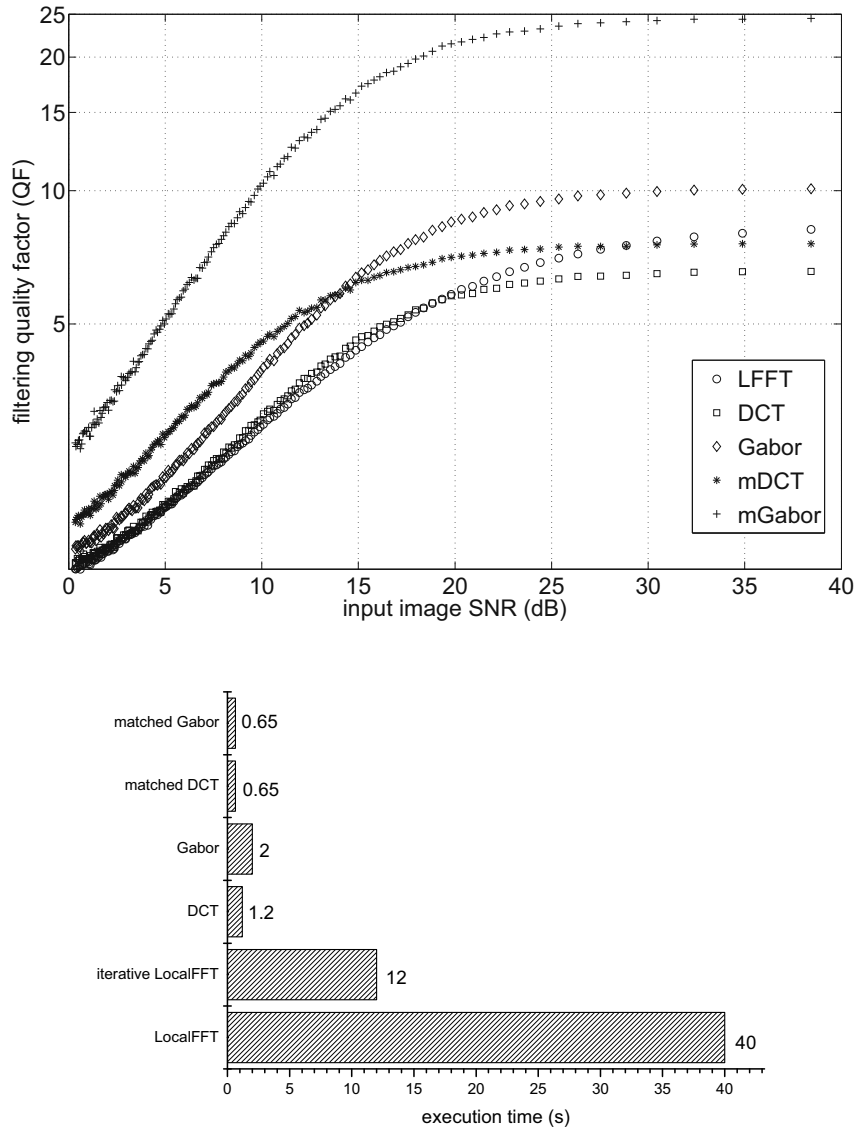 25
20
15
10
5
filtering quality factor (QF)
0 5 10 15 20 25 30 35 40
input image SNR (dB)
LFFT
DCT
Gabor
mDCT
mGabor
matched Gabor 0.65
matched DCT 0.65
Gabor 2
DCT 1.2
iterative LocalFFT 12
LocalFFT 40
0 5 10 15 20 25 30 35 40
execution time (s)